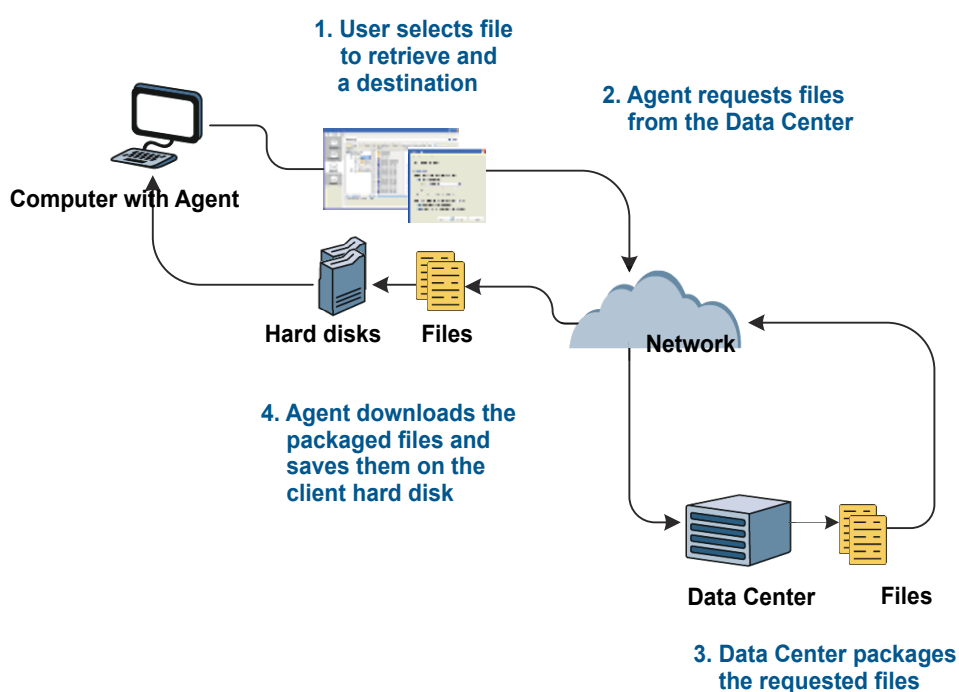 1. User selects file
to retrieve and
a destination
2. Agent requests files
from the Data Center
Computer with Agent
Hard disks
Files
Network
4. Agent downloads the
packaged files and
saves them on the
client hard disk
Data Center
Files
3. Data Center packages
the requested files